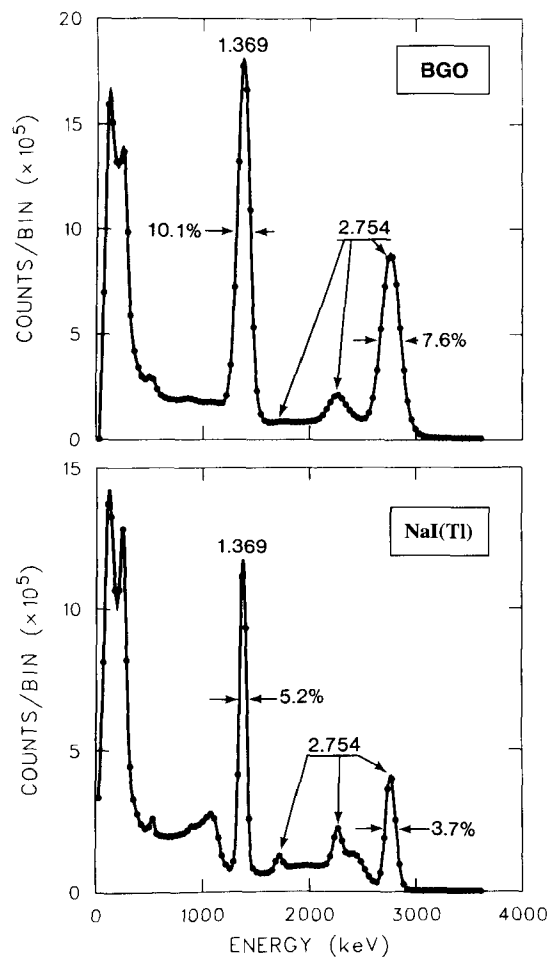 20
1.369
BGO
15
COUNTS/BIN (×10⁵)
10.1%
2.754
10
7.6%
5
0
15
NaI(Tl)
1.369
COUNTS/BIN (×10⁵)
10
5.2%
2.754
5
3.7%
0
0 1000 2000 3000 4000
ENERGY (keV)